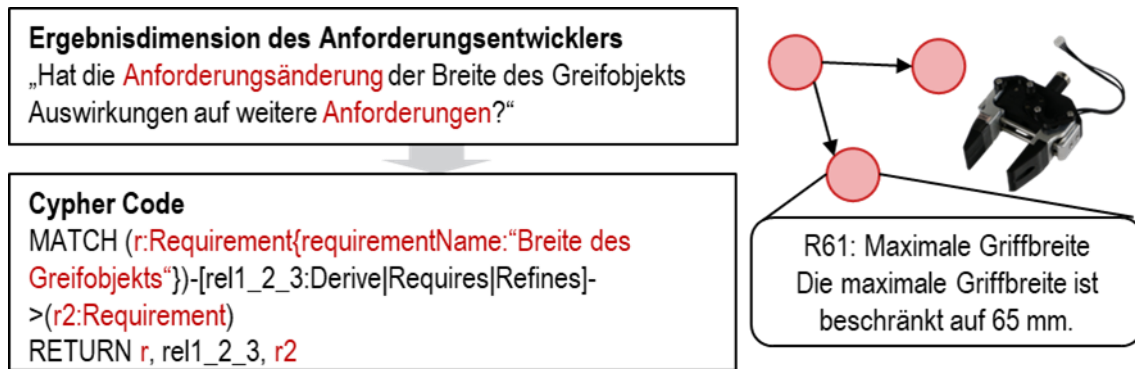 Ergebnisdimension des Anforderungsentwicklers
„Hat die Anforderungsänderung der Breite des Greifobjekts
Auswirkungen auf weitere Anforderungen?“
Cypher Code
MATCH (r:Requirement{requirementName:“Breite des
Greifobjekts“})-[rel1_2_3:Derive|Requires|Refines]-
>(r2:Requirement)
RETURN r, rel1_2_3, r2
R61: Maximale Griffbreite
Die maximale Griffbreite ist
beschränkt auf 65 mm.